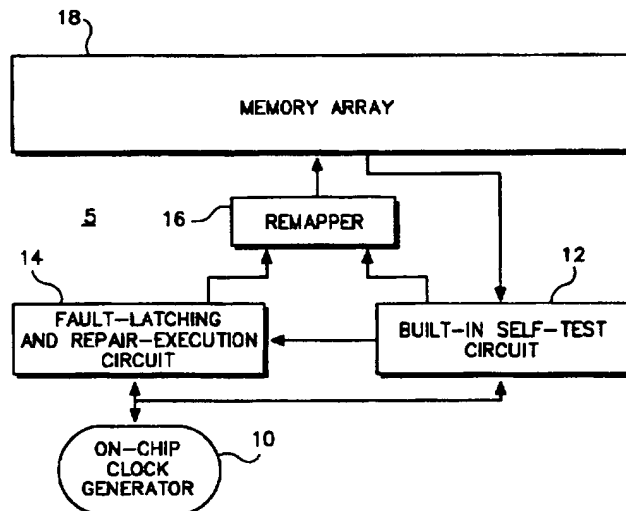 18
MEMORY ARRAY
5
16
REMAPPER
14
12
FAULT-LATCHING
AND REPAIR-EXECUTION
CIRCUIT
BUILT-IN SELF-TEST
CIRCUIT
ON-CHIP
CLOCK
GENERATOR
10